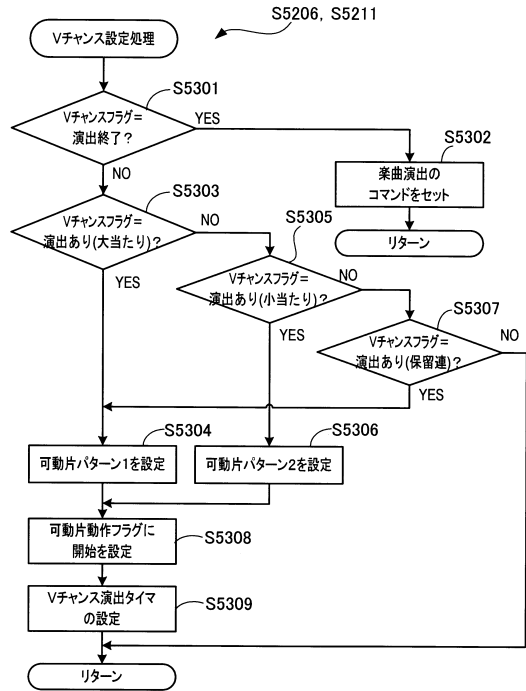 S5206, S5211
Vチャンス設定処理
S5301
Vチャンスフラグ=
演出終了?
YES
NO
S5302
楽曲演出の
コマンドをセット
リターン
S5303
Vチャンスフラグ=
演出あり(大当たり)?
NO
YES
S5305
Vチャンスフラグ=
演出あり(小当たり)?
NO
YES
S5307
Vチャンスフラグ=
演出あり(保留連)?
NO
YES
S5304
可動片パターン1を設定
S5306
可動片パターン2を設定
可動片動作フラグに
開始を設定
S5308
Vチャンス演出タイマ
の設定
S5309
リターン